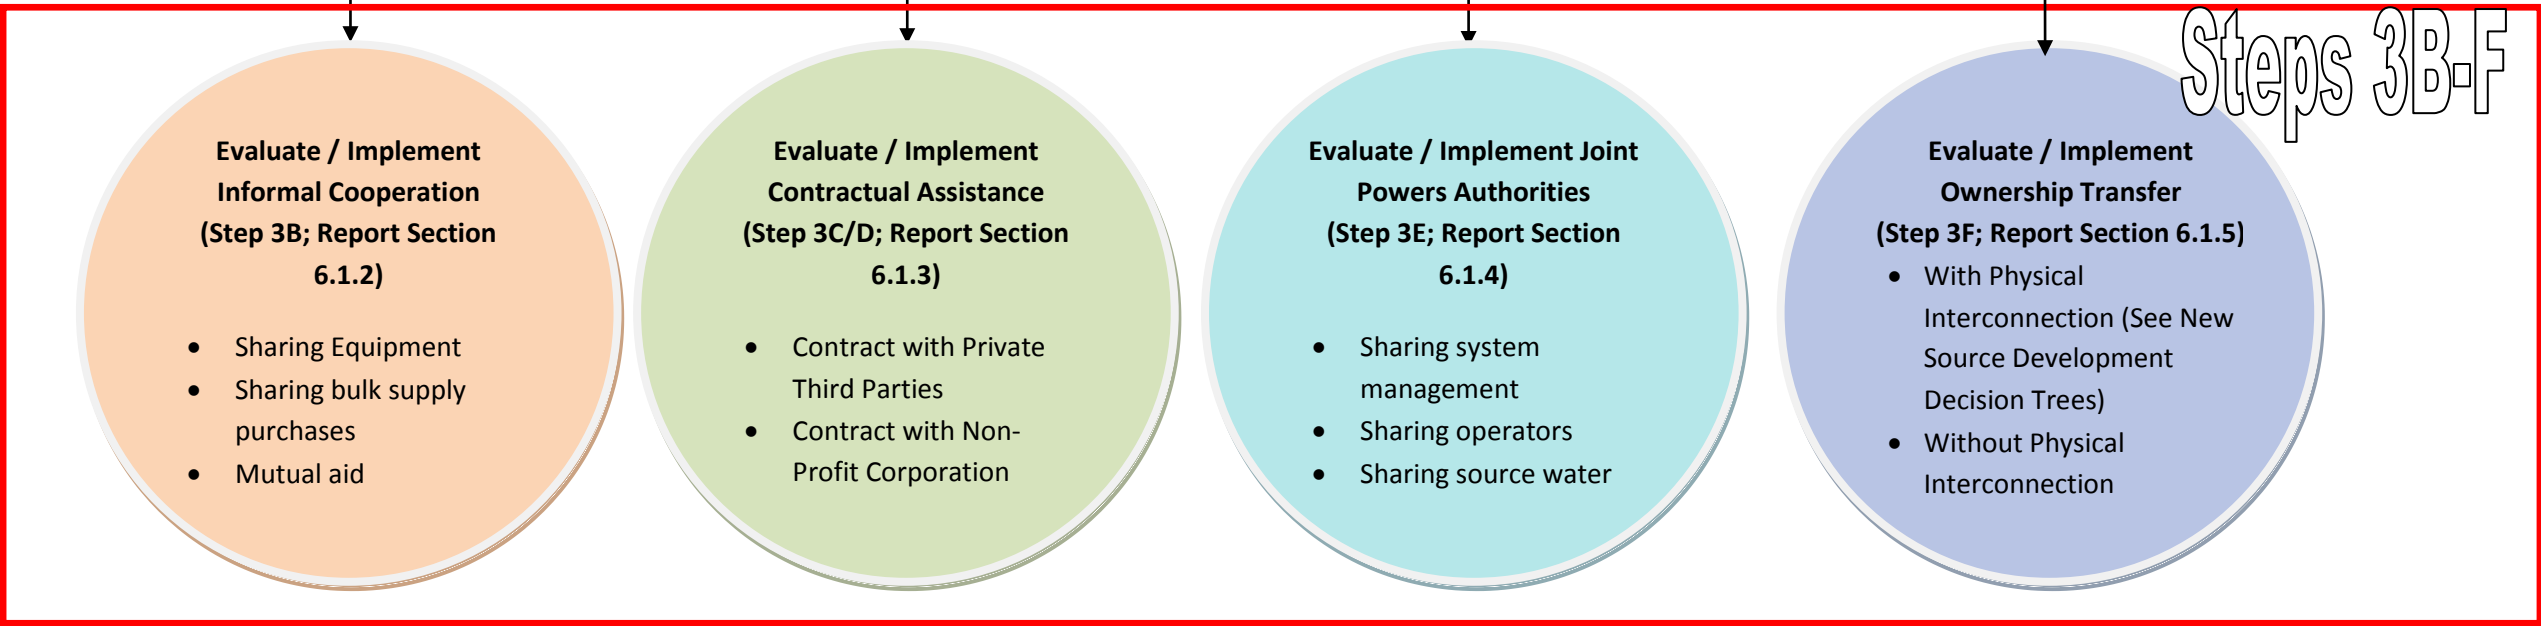 Steps 3B-F
Evaluate / Implement
Informal Cooperation
(Step 3B; Report Section
6.1.2)
• Sharing Equipment
• Sharing bulk supply
purchases
• Mutual aid
Evaluate / Implement
Contractual Assistance
(Step 3C/D; Report Section
6.1.3)
• Contract with Private
Third Parties
• Contract with Non-
Profit Corporation
Evaluate / Implement Joint
Powers Authorities
(Step 3E; Report Section
6.1.4)
• Sharing system
management
• Sharing operators
• Sharing source water
Evaluate / Implement
Ownership Transfer
(Step 3F; Report Section 6.1.5)
• With Physical
Interconnection (See New
Source Development
Decision Trees)
• Without Physical
Interconnection